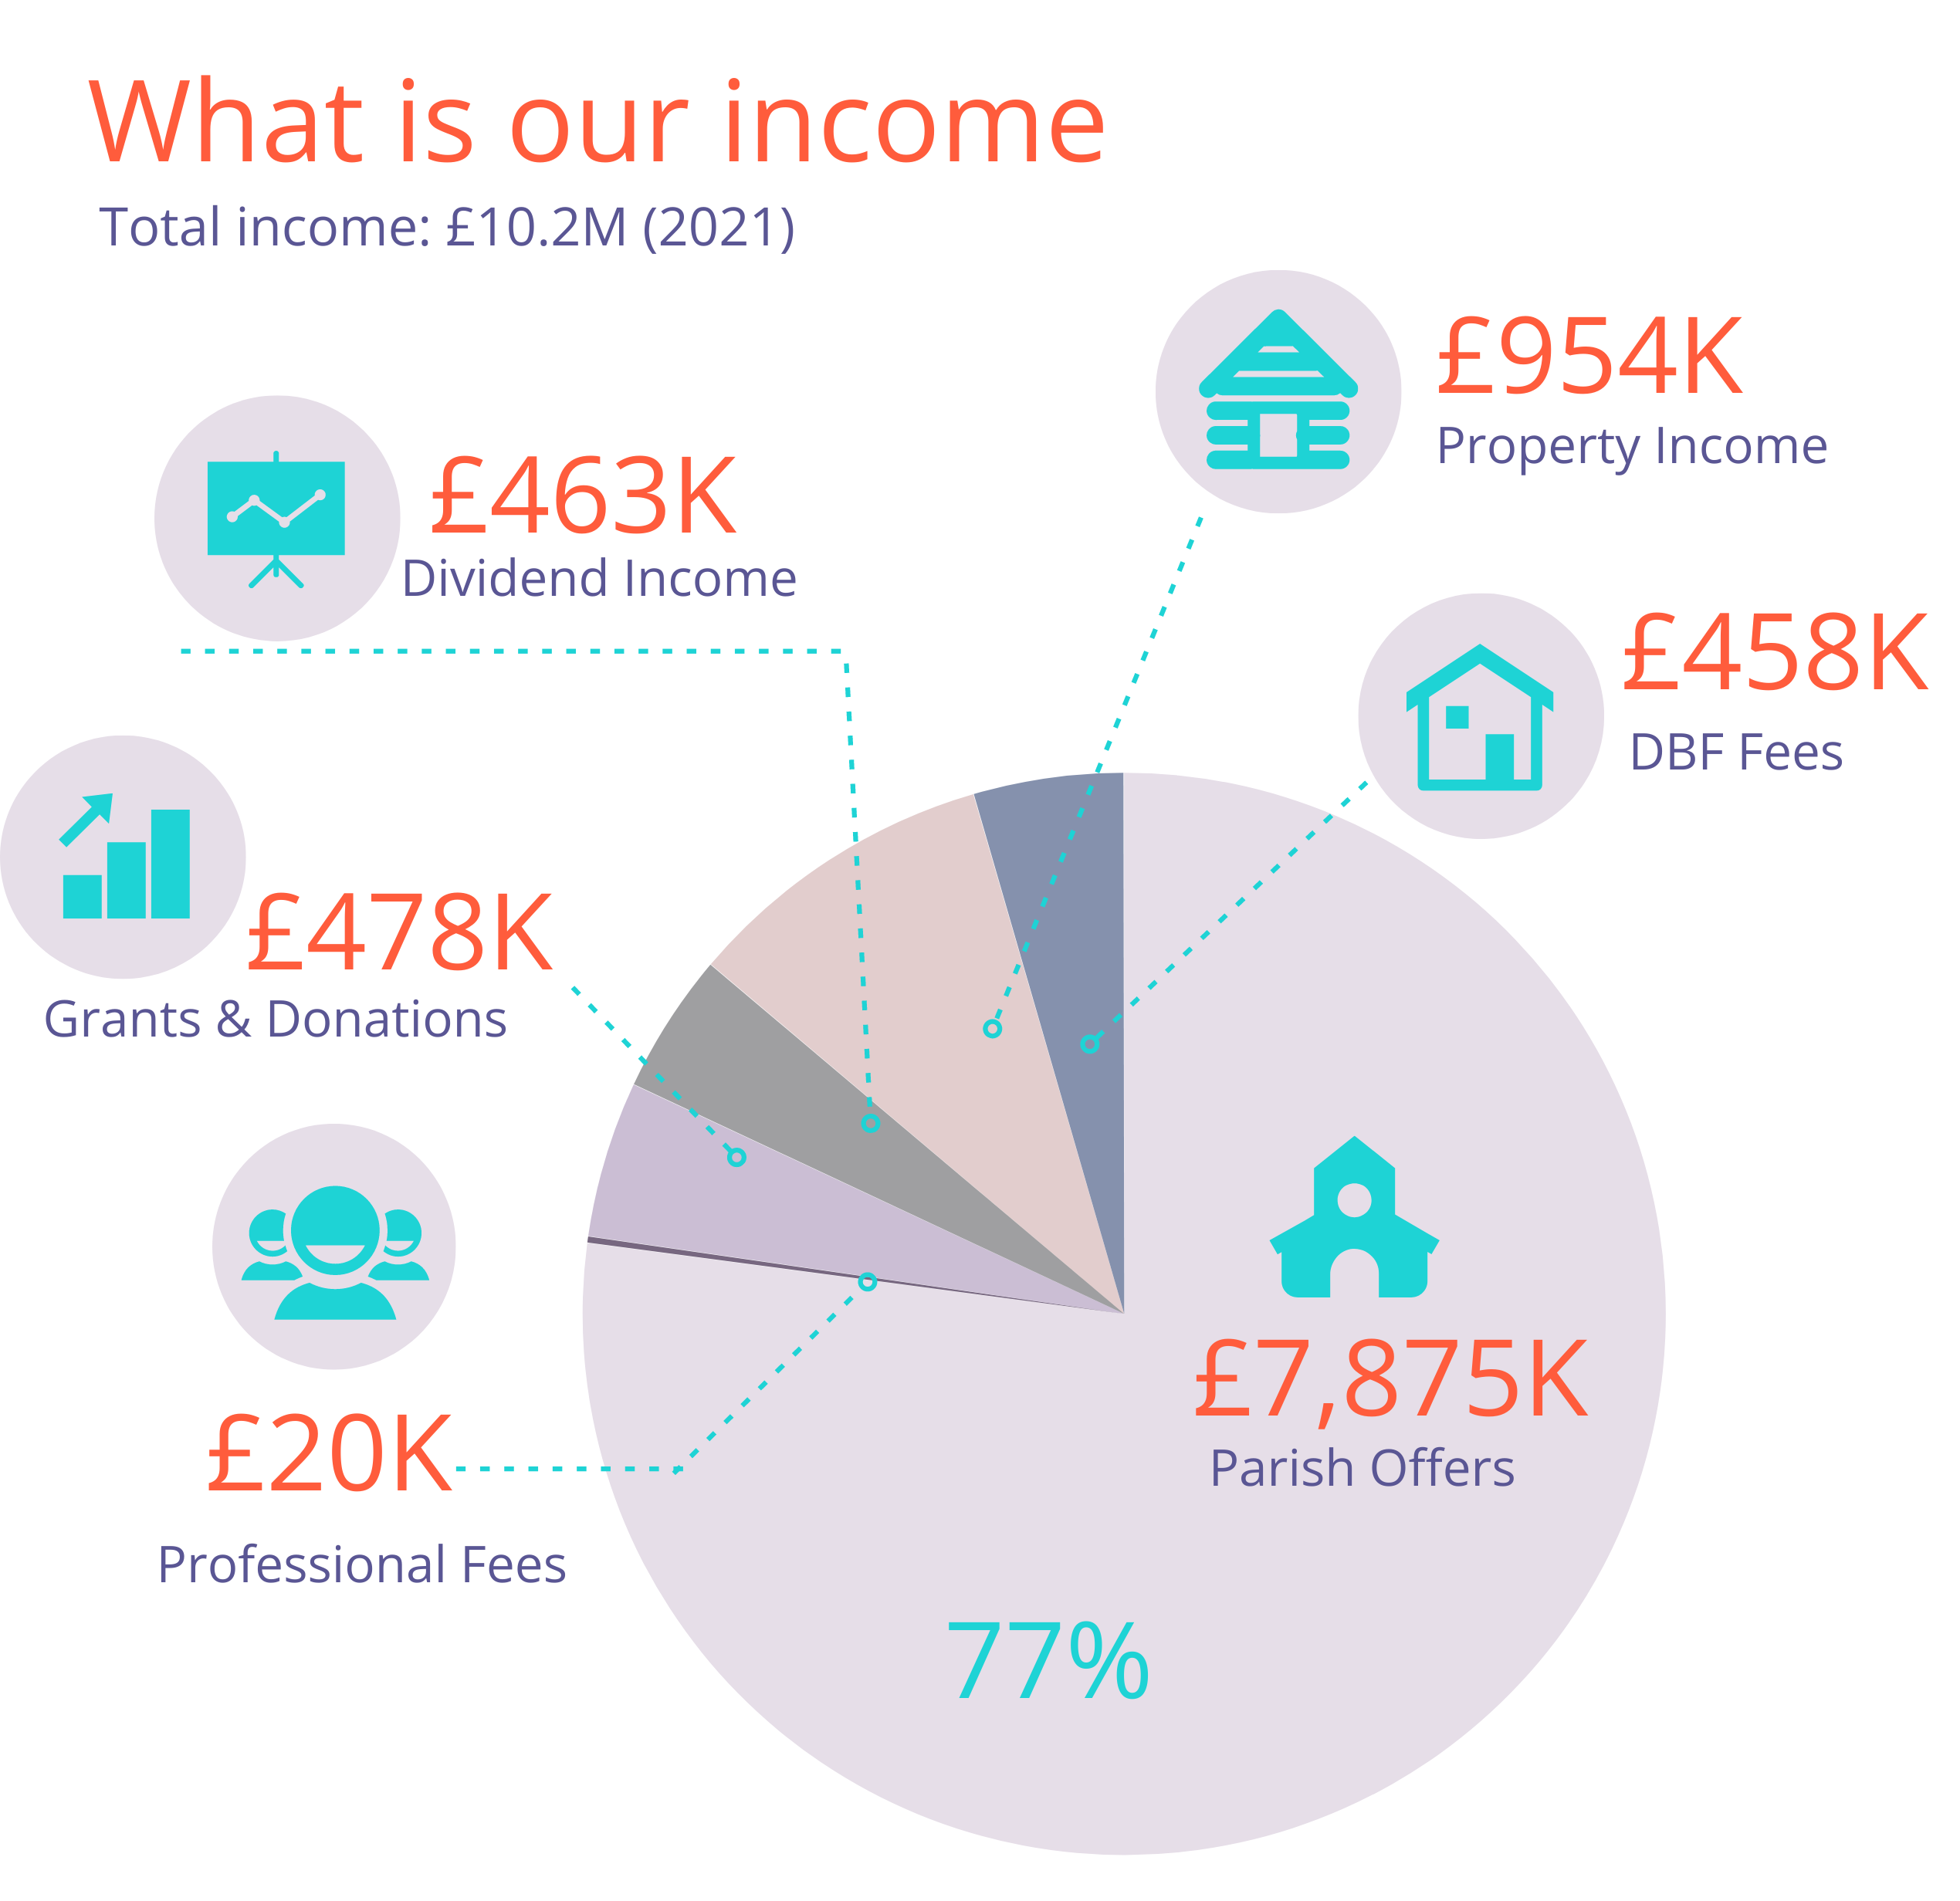 What is our income
Total income: £10.2M (2021)
£954K
Property Income
£463K
Dividend Income
£458K
DBF Fees
£478K
Grants & Donations
£20K
Professional Fees
£7,875K
Parish Offers
77%